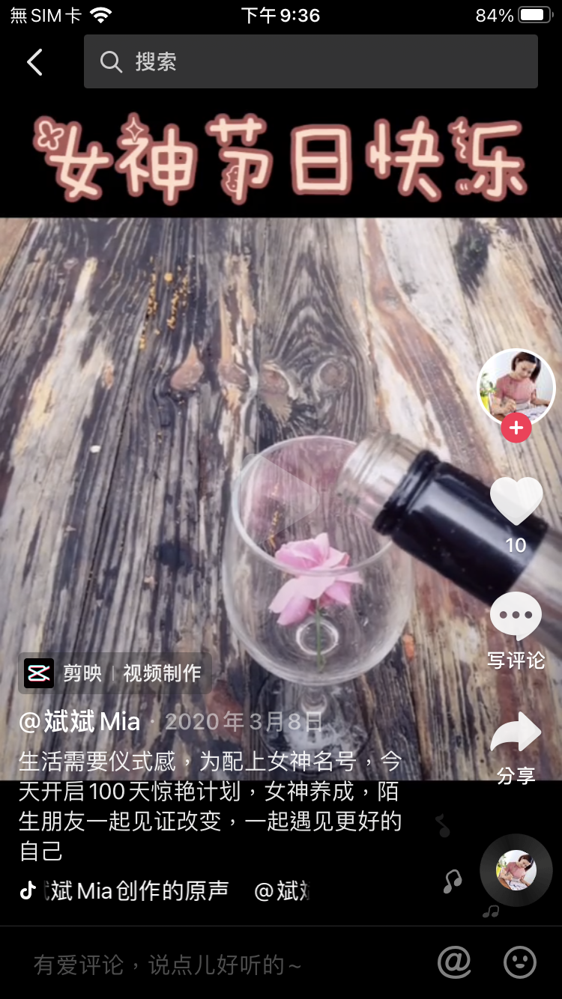 無SIM卡 下午9:36 84%
搜索
女神节日快乐
10
剪映 | 视频制作
写评论
@斌斌Mia · 2020年3月8日
生活需要仪式感，为配上女神名号，今
天开启100天惊艳计划，女神养成，陌
生朋友一起见证改变，一起遇见更好的
自己
分享
斌Mia创作的原声 @斌
有爱评论，说点儿好听的~